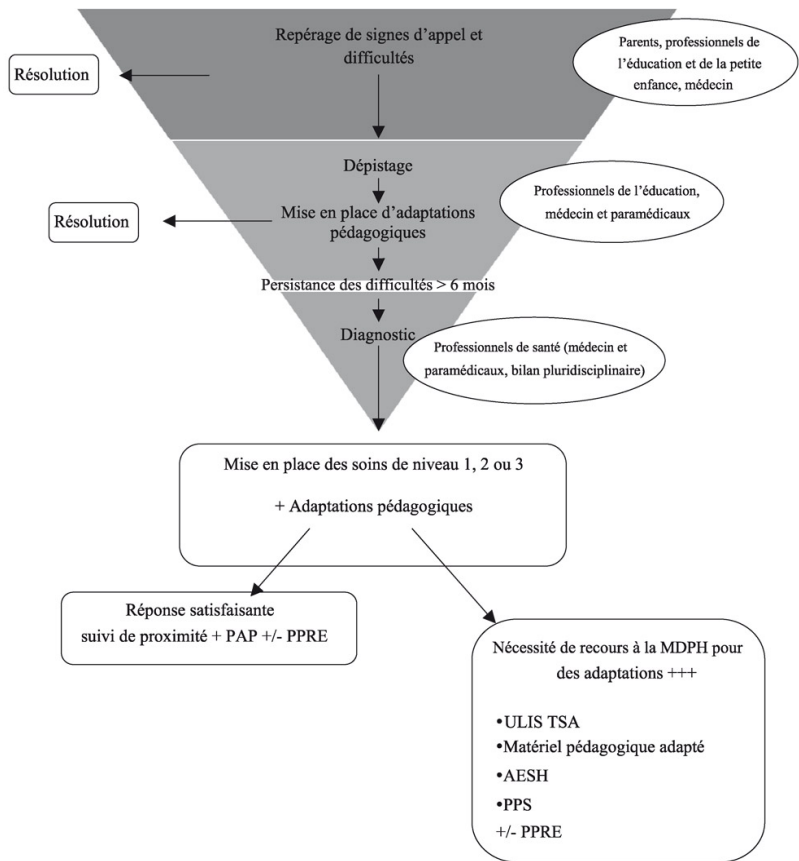 Repérage de signes d'appel et
difficultés
Parents, professionnels de
l'éducation et de la petite
enfance, médecin
Résolution
Dépistage
Mise en place d'adaptations
pédagogiques
Professionnels de l'éducation,
médecin et paramédicaux
Résolution
Persistance des difficultés > 6 mois
Diagnostic
Professionnels de santé (médecin et
paramédicaux, bilan pluridisciplinaire)
Mise en place des soins de niveau 1, 2 ou 3
+ Adaptations pédagogiques
Réponse satisfaisante
suivi de proximité + PAP +/- PPRE
Nécessité de recours à la MDPH pour
des adaptations +++
•ULIS TSA
•Matériel pédagogique adapté
•AESH
•PPS
+/- PPRE